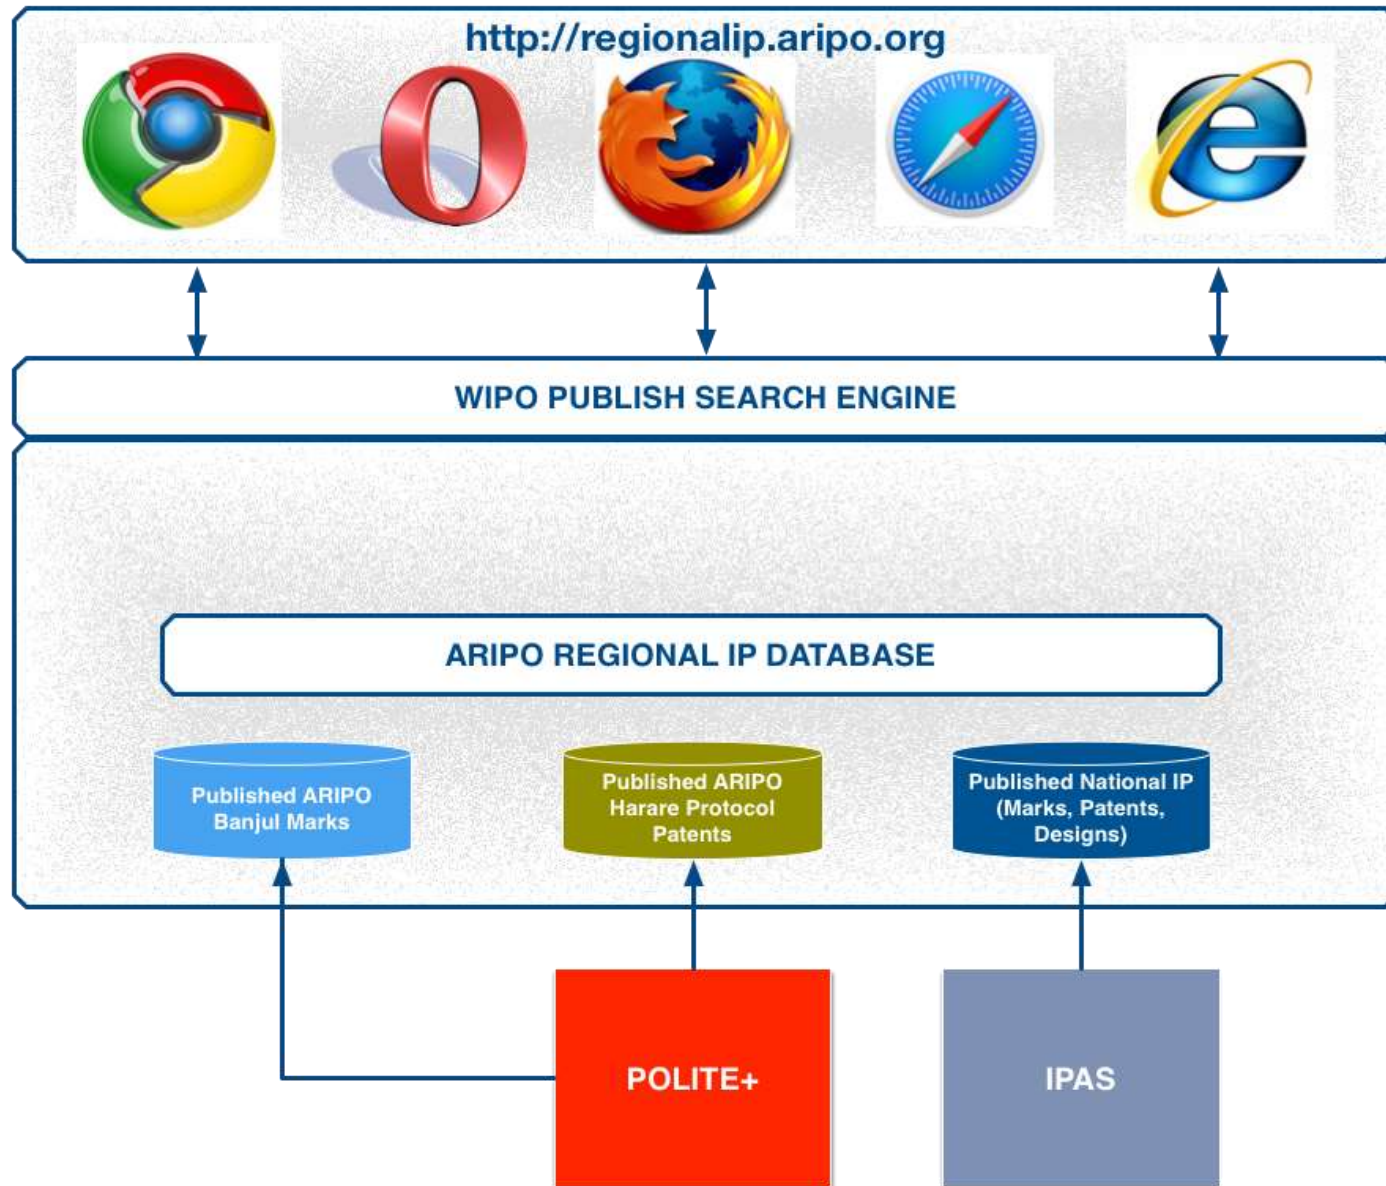 http://regionalip.aripo.org
WIPO PUBLISH SEARCH ENGINE
ARIPO REGIONAL IP DATABASE
Published ARIPO
Banjul Marks
Published ARIPO
Harare Protocol
Patents
Published National IP
(Marks, Patents,
Designs)
POLITE+
IPAS